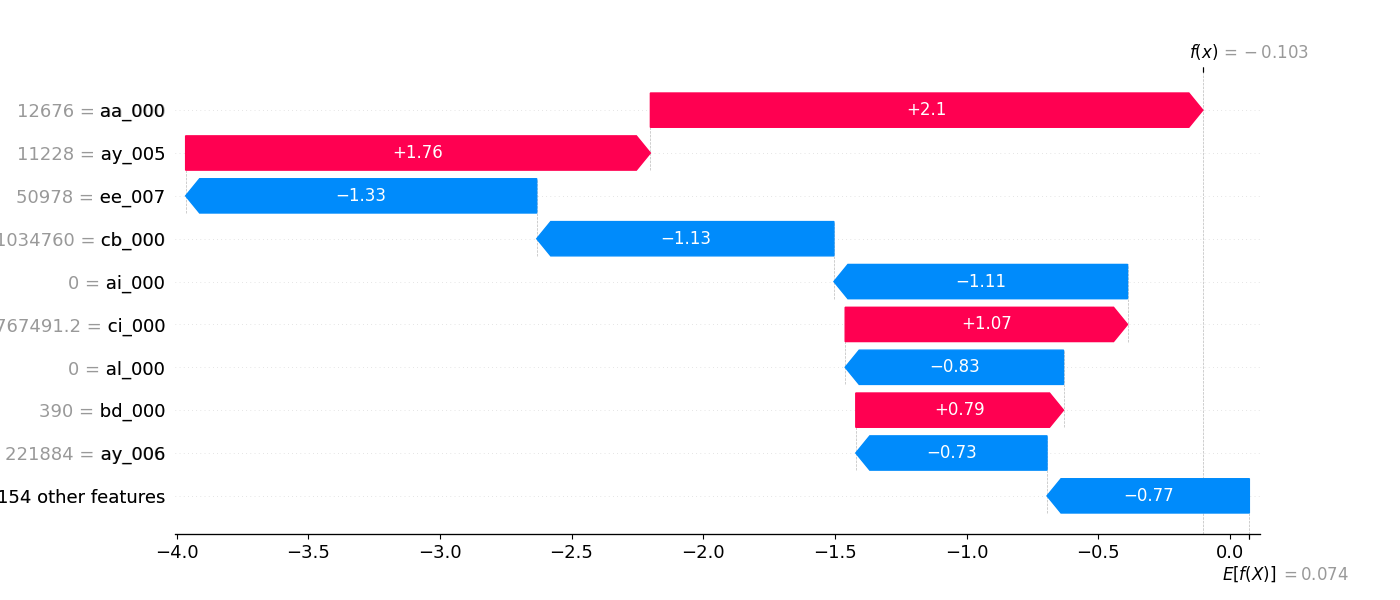 f(x) = −0.103
12676 = aa_000 +2.1
11228 = ay_005 +1.76
50978 = ee_007 −1.33
1034760 = cb_000 −1.13
0 = ai_000 −1.11
767491.2 = ci_000 +1.07
0 = al_000 −0.83
390 = bd_000 +0.79
221884 = ay_006 −0.73
154 other features −0.77
−4.0 −3.5 −3.0 −2.5 −2.0 −1.5 −1.0 −0.5 0.0
E[f(X)] = 0.074